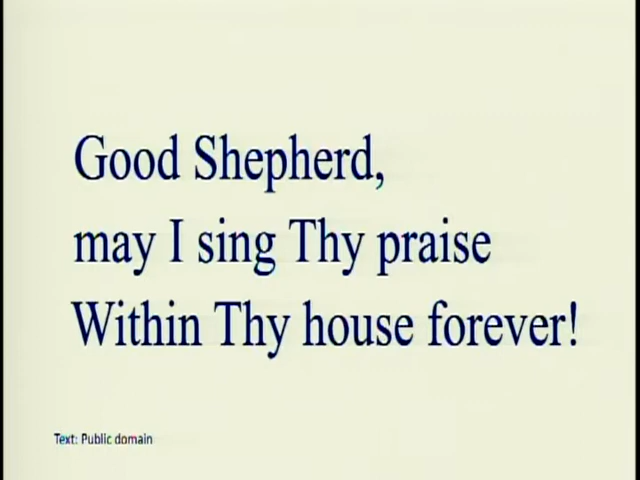 Good Shepherd,
may I sing Thy praise
Within Thy house forever!
Text: Public domain